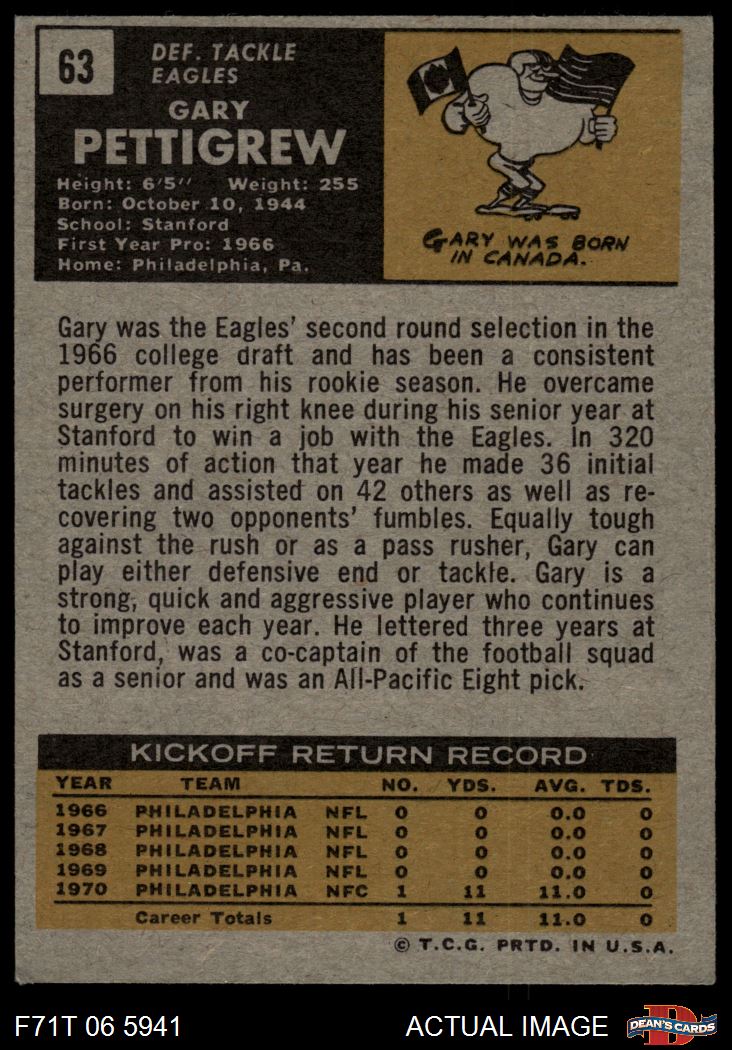 63
DEF. TACKLE
EAGLES
GARY
PETTIGREW
Height: 6'5'' Weight: 255
Born: October 10, 1944
School: Stanford
First Year Pro: 1966
Home: Philadelphia, Pa.
GARY WAS BORN
IN CANADA.
Gary was the Eagles' second round selection in the
1966 college draft and has been a consistent
performer from his rookie season. He overcame
surgery on his right knee during his senior year at
Stanford to win a job with the Eagles. In 320
minutes of action that year he made 36 initial
tackles and assisted on 42 others as well as re-
covering two opponents' fumbles. Equally tough
against the rush or as a pass rusher, Gary can
play either defensive end or tackle. Gary is a
strong, quick and aggressive player who continues
to improve each year. He lettered three years at
Stanford, was a co-captain of the football squad
as a senior and was an All-Pacific Eight pick.
KICKOFF RETURN RECORD
YEAR TEAM NO. YDS. AVG. TDS.
1966 PHILADELPHIA NFL 0 0 0.0 0
1967 PHILADELPHIA NFL 0 0 0.0 0
1968 PHILADELPHIA NFL 0 0 0.0 0
1969 PHILADELPHIA NFL 0 0 0.0 0
1970 PHILADELPHIA NFC 1 11 11.0 0
Career Totals 1 11 11.0 0
© T.C.G. PRTD. IN U.S.A.
F71T 06 5941 ACTUAL IMAGE DEAN'S CARDS